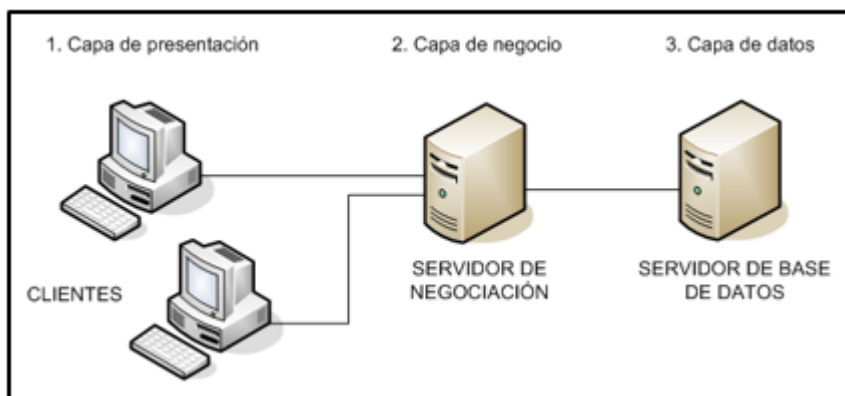 1. Capa de presentación
2. Capa de negocio
3. Capa de datos
CLIENTES
SERVIDOR DE
NEGOCIACIÓN
SERVIDOR DE BASE
DE DATOS